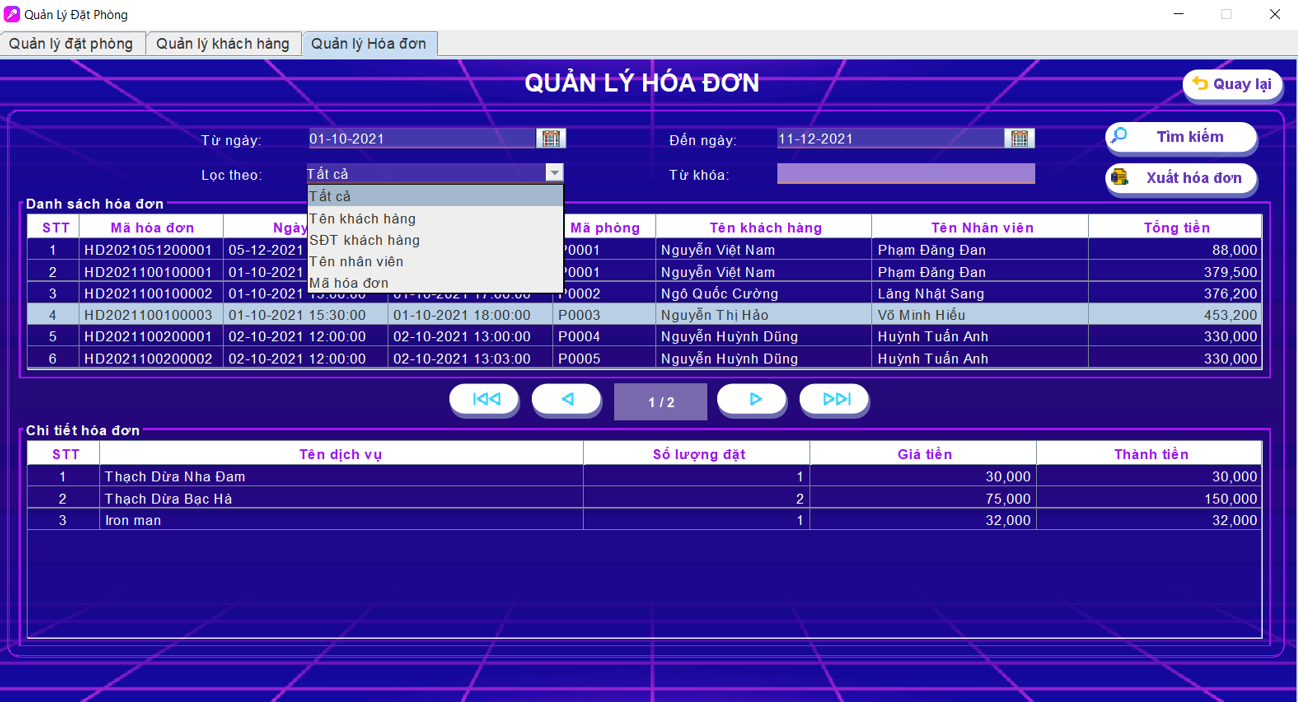 Quản Lý Đặt Phòng
Quản lý đặt phòng Quản lý khách hàng Quản lý Hóa đơn
QUẢN LÝ HÓA ĐƠN
Quay lại
Từ ngày: 01-10-2021 Đến ngày: 11-12-2021 Tìm kiếm
Lọc theo: Tất cả Từ khóa: Xuất hóa đơn
Tất cả
Tên khách hàng
SĐT khách hàng
Tên nhân viên
Mã hóa đơn
Danh sách hóa đơn
STT Mã hóa đơn Ngày Mã phòng Tên khách hàng Tên Nhân viên Tổng tiền
1 HD2021051200001 05-12-2021 P0001 Nguyễn Việt Nam Phạm Đăng Đan 88,000
2 HD2021100100001 01-10-2021 P0001 Nguyễn Việt Nam Phạm Đăng Đan 379,500
3 HD2021100100002 01-10-2021 15:00:00 01-10-2021 17:00:00 P0002 Ngô Quốc Cường Lăng Nhật Sang 376,200
4 HD2021100100003 01-10-2021 15:30:00 01-10-2021 18:00:00 P0003 Nguyễn Thị Hảo Võ Minh Hiếu 453,200
5 HD2021100200001 02-10-2021 12:00:00 02-10-2021 13:00:00 P0004 Nguyễn Huỳnh Dũng Huỳnh Tuấn Anh 330,000
6 HD2021100200002 02-10-2021 12:00:00 02-10-2021 13:03:00 P0005 Nguyễn Huỳnh Dũng Huỳnh Tuấn Anh 330,000
1 / 2
Chi tiết hóa đơn
STT Tên dịch vụ Số lượng đặt Giá tiền Thành tiền
1 Thạch Dừa Nha Đam 1 30,000 30,000
2 Thạch Dừa Bạc Hà 2 75,000 150,000
3 Iron man 1 32,000 32,000